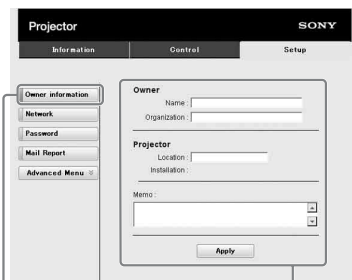 Projector SONY
Information Control Setup
Owner information
Network
Password
Mail Report
Advanced Menu
Owner
Name :
Organization :
Projector
Location :
Installation :
Memo :
Apply